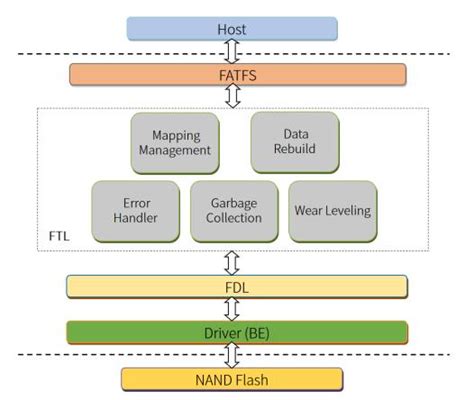 Host
FATFS
Mapping
Management
Data
Rebuild
Error
Handler
Garbage
Collection
Wear Leveling
FTL
FDL
Driver (BE)
NAND Flash